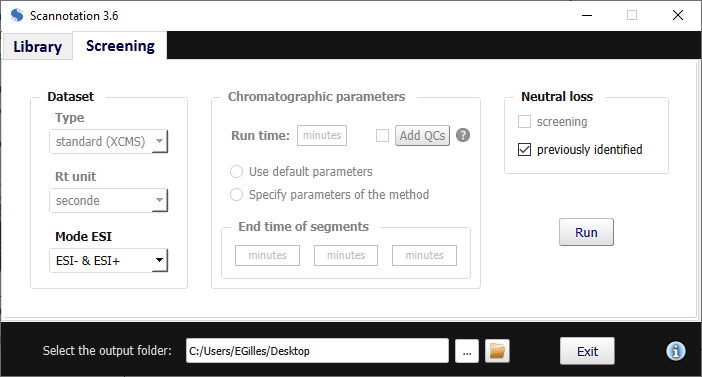 Scannotation 3.6
Library Screening
Dataset
Type
standard (XCMS)
Rt unit
seconde
Mode ESI
ESI- & ESI+
Chromatographic parameters
Run time: minutes Add QCs ?
Use default parameters
Specify parameters of the method
End time of segments
minutes minutes minutes
Neutral loss
screening
previously identified
Run
Select the output folder: C:/Users/EGilles/Desktop ... Exit i